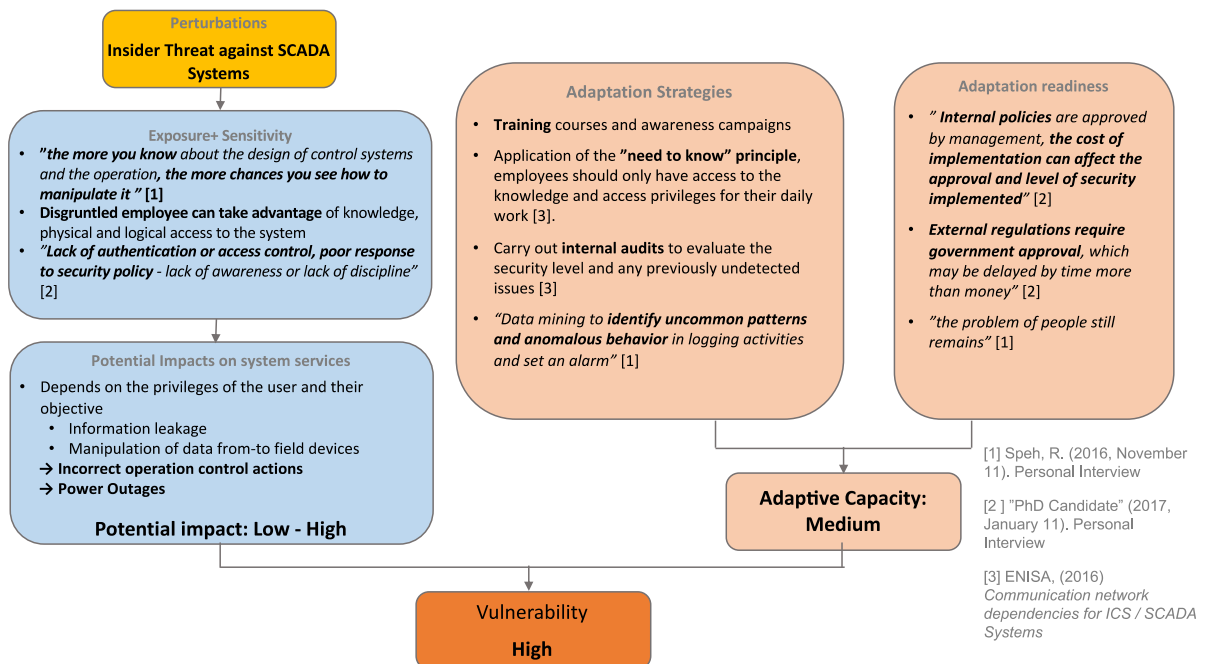 Perturbations
Insider Threat against SCADA
Systems
Exposure+ Sensitivity
• ”the more you know about the design of control systems
and the operation, the more chances you see how to
manipulate it ” [1]
• Disgruntled employee can take advantage of knowledge,
physical and logical access to the system
• ”Lack of authentication or access control, poor response
to security policy - lack of awareness or lack of discipline”
[2]
Potential Impacts on system services
• Depends on the privileges of the user and their
objective
• Information leakage
• Manipulation of data from-to field devices
→ Incorrect operation control actions
→ Power Outages
Potential impact: Low - High
Adaptation Strategies
• Training courses and awareness campaigns
• Application of the ”need to know” principle,
employees should only have access to the
knowledge and access privileges for their daily
work [3].
• Carry out internal audits to evaluate the
security level and any previously undetected
issues [3]
• “Data mining to identify uncommon patterns
and anomalous behavior in logging activities
and set an alarm” [1]
Adaptation readiness
• ” Internal policies are approved
by management, the cost of
implementation can affect the
approval and level of security
implemented” [2]
• External regulations require
government approval, which
may be delayed by time more
than money” [2]
• ”the problem of people still
remains” [1]
Adaptive Capacity:
Medium
Vulnerability
High
[1] Speh, R. (2016, November
11). Personal Interview
[2 ] ”PhD Candidate” (2017,
January 11). Personal
Interview
[3] ENISA, (2016)
Communication network
dependencies for ICS / SCADA
Systems